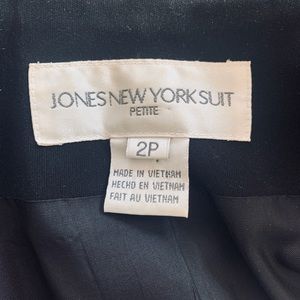 JONES NEW YORK SUIT
PETITE
2P
MADE IN VIETNAM
HECHO EN VIETNAM
FAIT AU VIETNAM